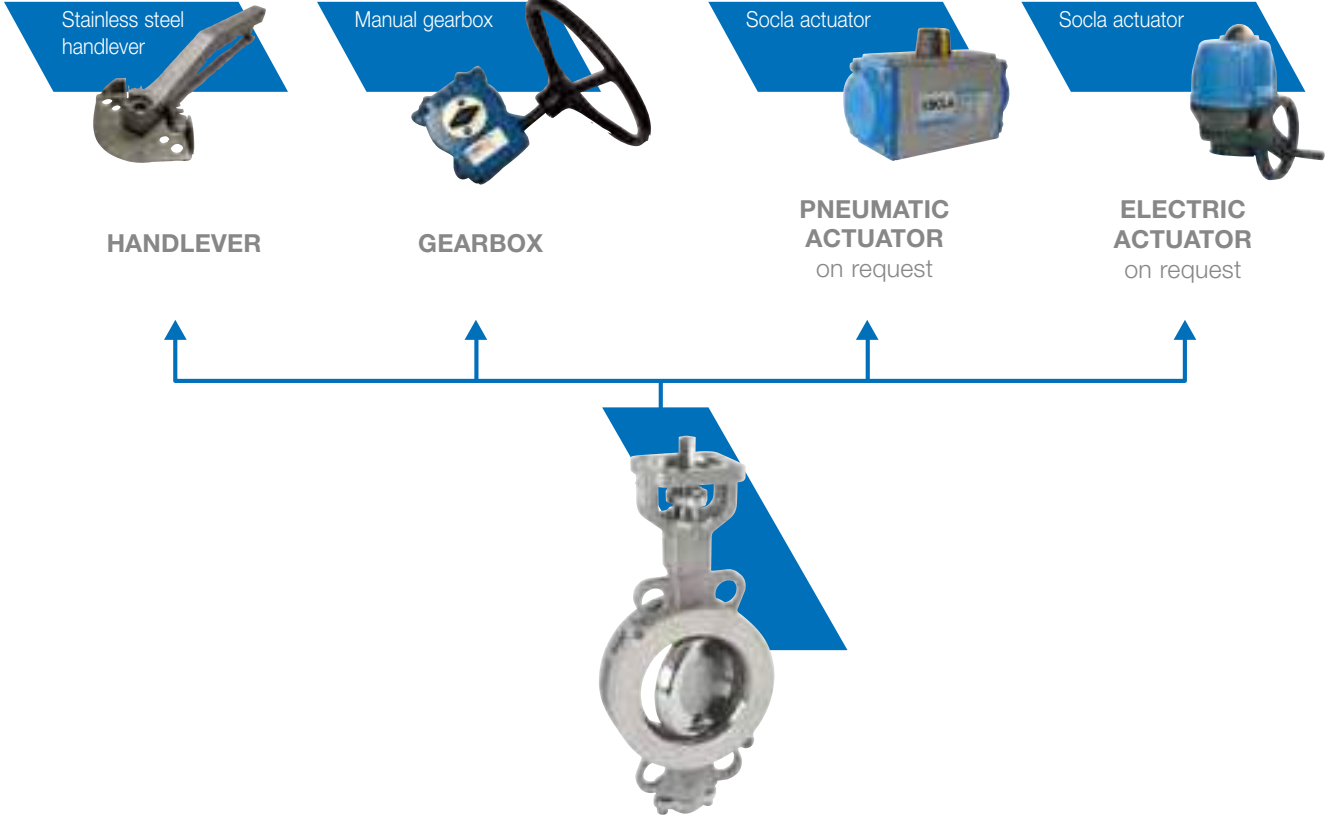 Stainless steel
handlever
Manual gearbox
Socla actuator
Socla actuator
SOCLA
HANDLEVER
GEARBOX
PNEUMATIC
ACTUATOR
on request
ELECTRIC
ACTUATOR
on request